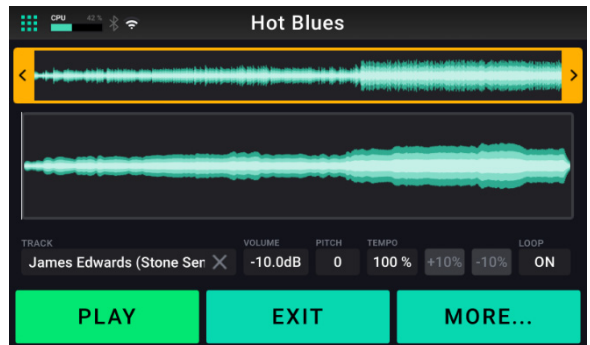 CPU 42 % Hot Blues
TRACK VOLUME PITCH TEMPO LOOP
James Edwards (Stone Sen -10.0dB 0 100 % +10% -10% ON
PLAY EXIT MORE...